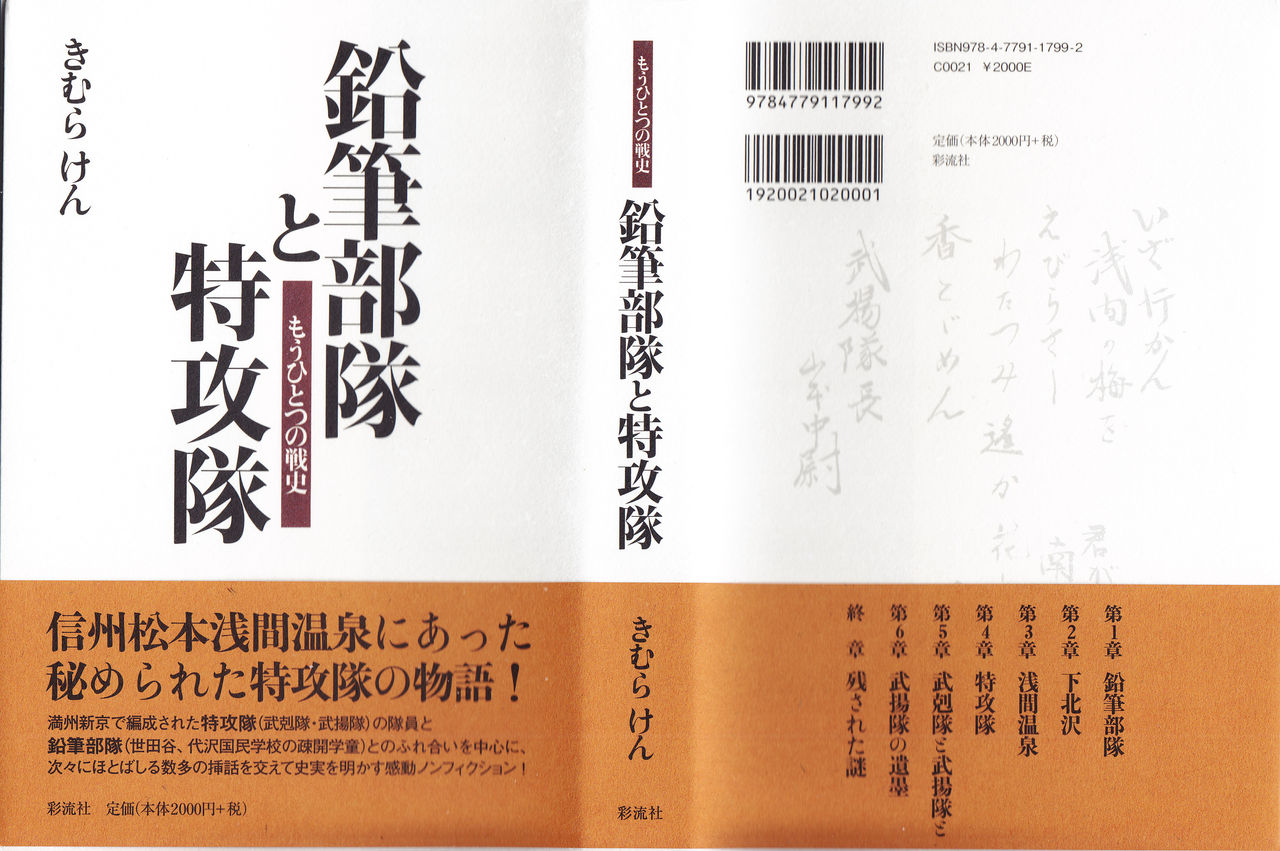 きむら けん
鉛筆部隊
と
特攻隊
もうひとつの戦史
信州松本浅間温泉にあった
秘められた特攻隊の物語！
満州新京で編成された特攻隊（武剋隊・武揚隊）の隊員と
鉛筆部隊（世田谷、代沢国民学校の疎開学童）とのふれ合いを中心に、
次々にほとばしる数多の挿話を交えて史実を明かす感動ノンフィクション！
彩流社　定価（本体2000円+税）
もうひとつの戦史
鉛筆部隊と特攻隊
きむら けん
彩流社
9784779117992
1920021020001
ISBN978-4-7791-1799-2
C0021 ￥2000E
定価（本体2000円+税）
彩流社
いざ行かん
浅間の梅を
えびらさし
わたつみ遙か
香とじめん
武揚隊長
山本中尉
君が
南
花
第1章 鉛筆部隊
第2章 下北沢
第3章 浅間温泉
第4章 特攻隊
第5章 武剋隊と武揚隊と
第6章 武揚隊の遺墨
終　章 残された謎